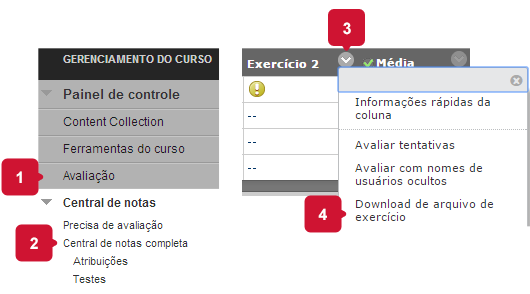 GERENCIAMENTO DO CURSO
Painel de controle
Content Collection
Ferramentas do curso
1
Avaliação
Central de notas
Precisa de avaliação
2
Central de notas completa
Atribuições
Testes
3
Exercício 2
Média
--
--
--
Informações rápidas da
coluna
Avaliar tentativas
Avaliar com nomes de
usuários ocultos
4
Download de arquivo de
exercício